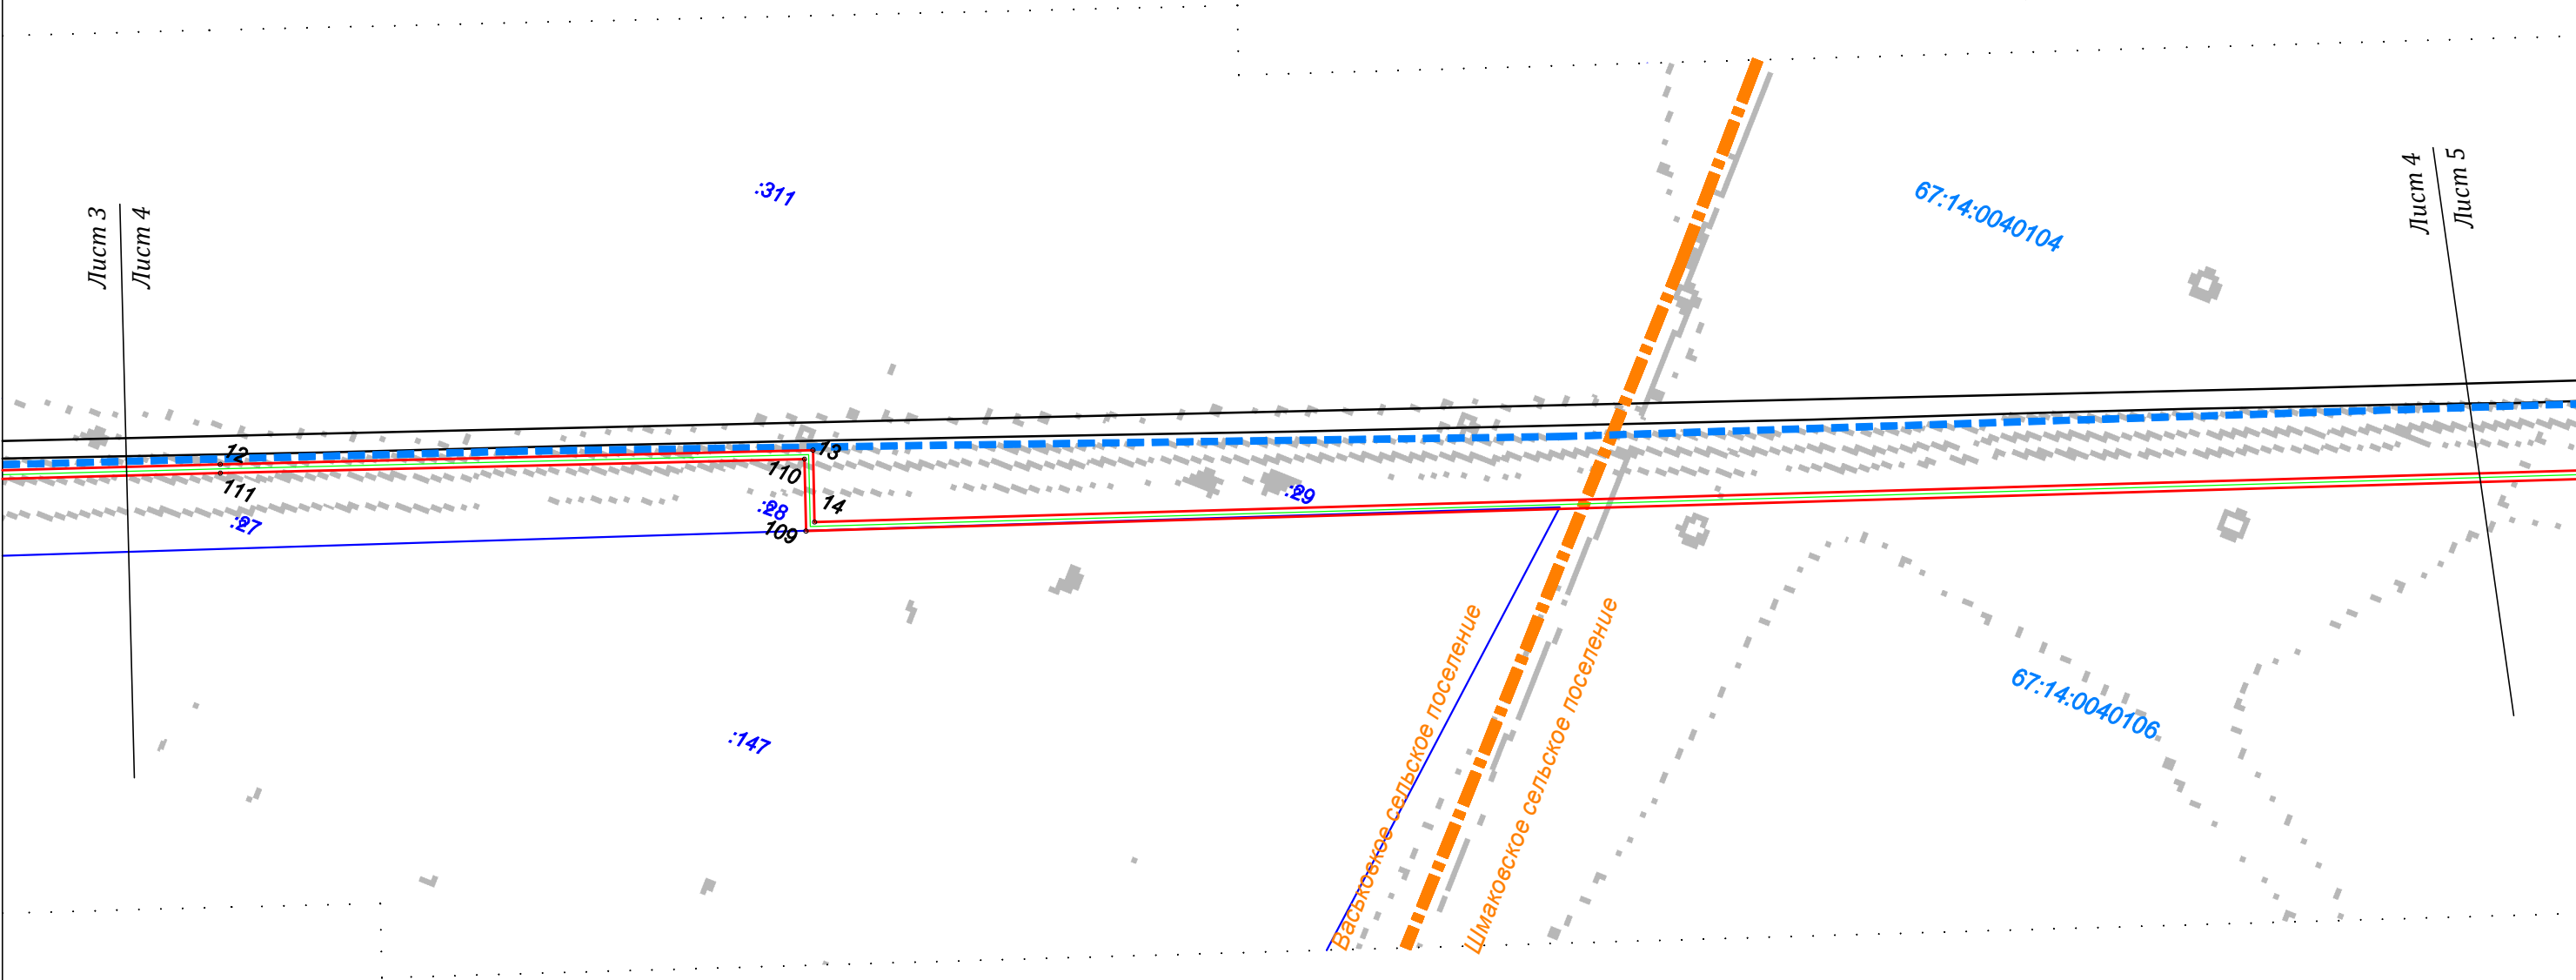 Лист 3
Лист 4
:311
67:14:0040104
Лист 4
Лист 5
12
13
110
111
14
:28
:29
:27
109
Васьковское сельское поселение
Шмаковское сельское поселение
67:14:0040106
:147